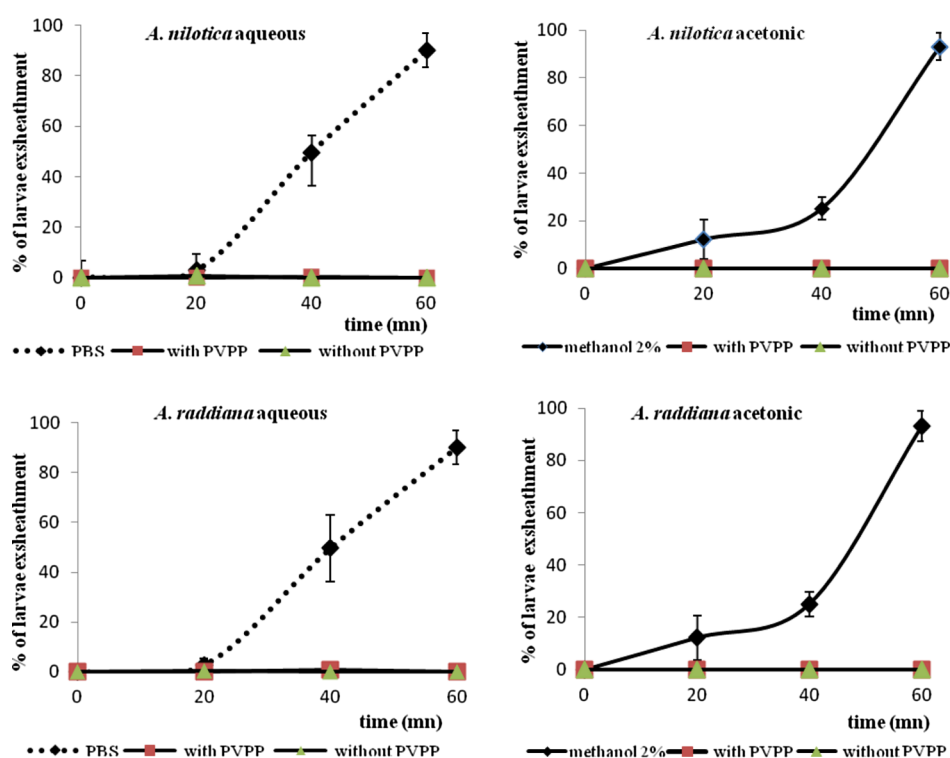 A. nilotica aqueous
% of larvae exsheathment
100
80
60
40
20
0
0 20 40 60
time (mn)
PBS with PVPP without PVPP
A. nilotica acetonic
% of larvae exsheathment
100
80
60
40
20
0
0 20 40 60
time (mn)
methanol 2% with PVPP without PVPP
A. raddiana aqueous
% of larvae exsheathment
100
80
60
40
20
0
0 20 40 60
time (mn)
PBS with PVPP without PVPP
A. raddiana acetonic
% of larvae exsheathment
100
80
60
40
20
0
0 20 40 60
time (mn)
methanol 2% with PVPP without PVPP